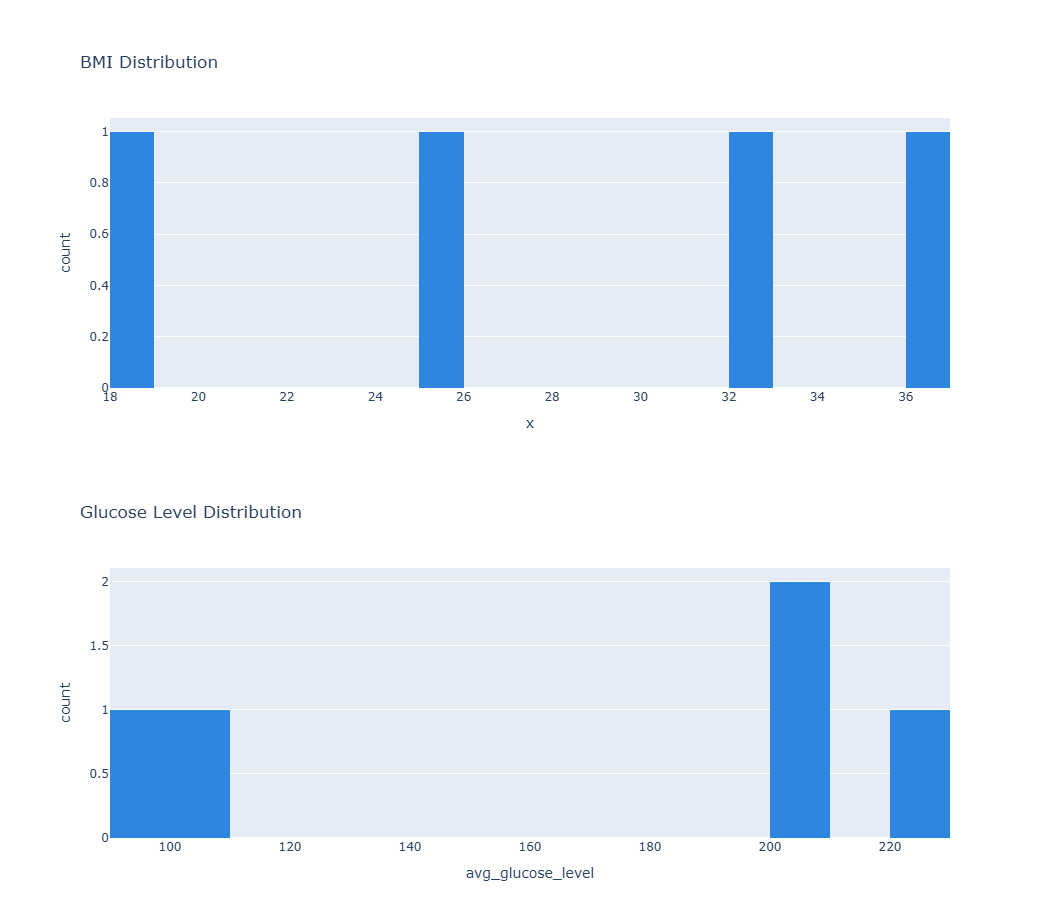 BMI Distribution
1
0.8
0.6
0.4
0.2
0
count
18 20 22 24 26 28 30 32 34 36
x
Glucose Level Distribution
2
1.5
1
0.5
0
count
100 120 140 160 180 200 220
avg_glucose_level